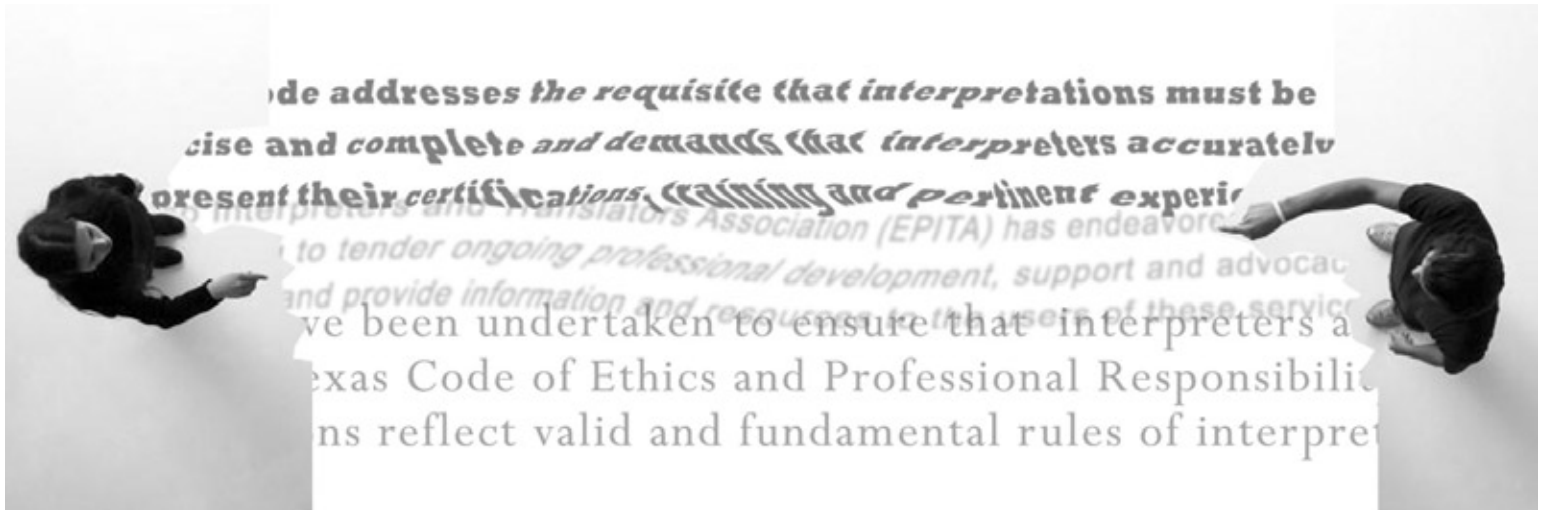 ode addresses the requisite that interpretations must be
cise and complete and demands that interpreters accurately
present their certifications, training and pertinent experi
p Interpreters and Translators Association (EPITA) has endeavore
to tender ongoing professional development, support and advocac
and provide information and resources to the users of these servic
ve been undertaken to ensure that interpreters a
exas Code of Ethics and Professional Responsibili
ns reflect valid and fundamental rules of interpret